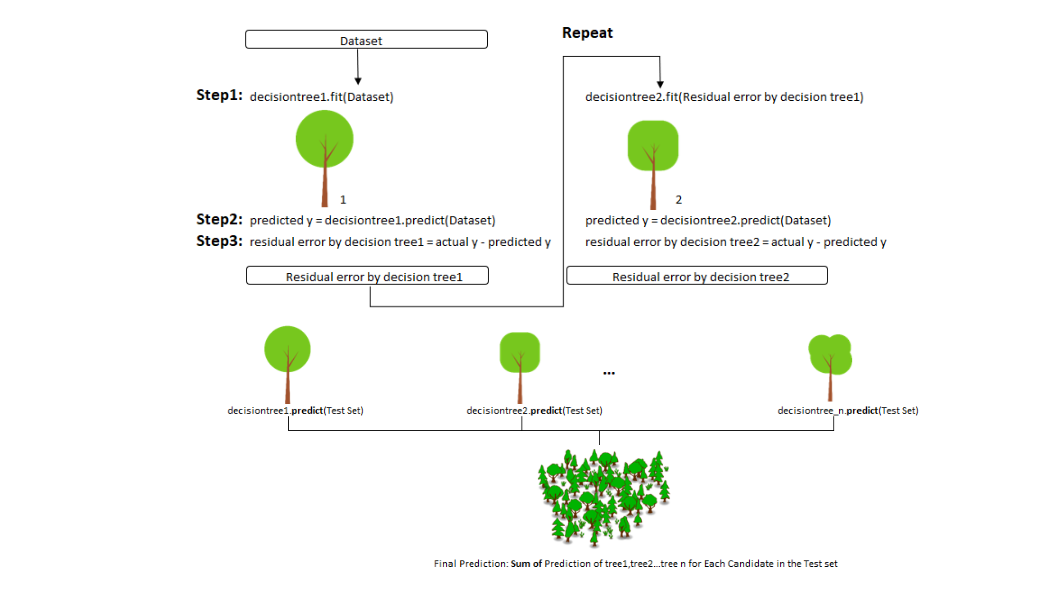 Dataset
Repeat
Step1: decisiontree1.fit(Dataset)
decisiontree2.fit(Residual error by decision tree1)
1
2
Step2: predicted y = decisiontree1.predict(Dataset)
predicted y = decisiontree2.predict(Dataset)
Step3: residual error by decision tree1 = actual y - predicted y
residual error by decision tree2 = actual y - predicted y
Residual error by decision tree1
Residual error by decision tree2
...
decisiontree1.predict(Test Set)
decisiontree2.predict(Test Set)
decisiontree_n.predict(Test Set)
Final Prediction: Sum of Prediction of tree1,tree2...tree n for Each Candidate in the Test set